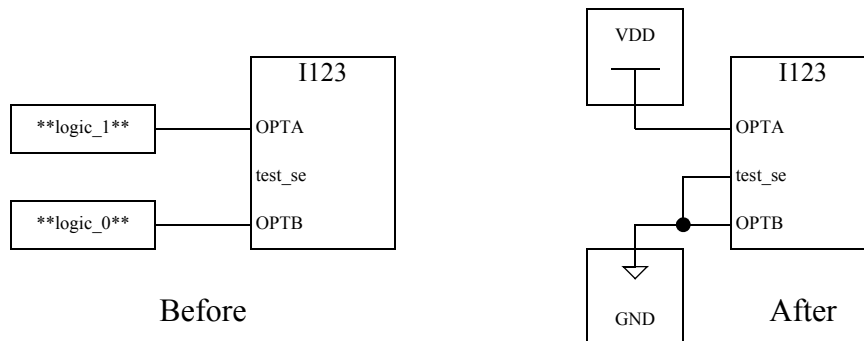 I123
**logic_1**
OPTA
test_se
**logic_0**
OPTB
Before
VDD
I123
OPTA
test_se
OPTB
GND
After